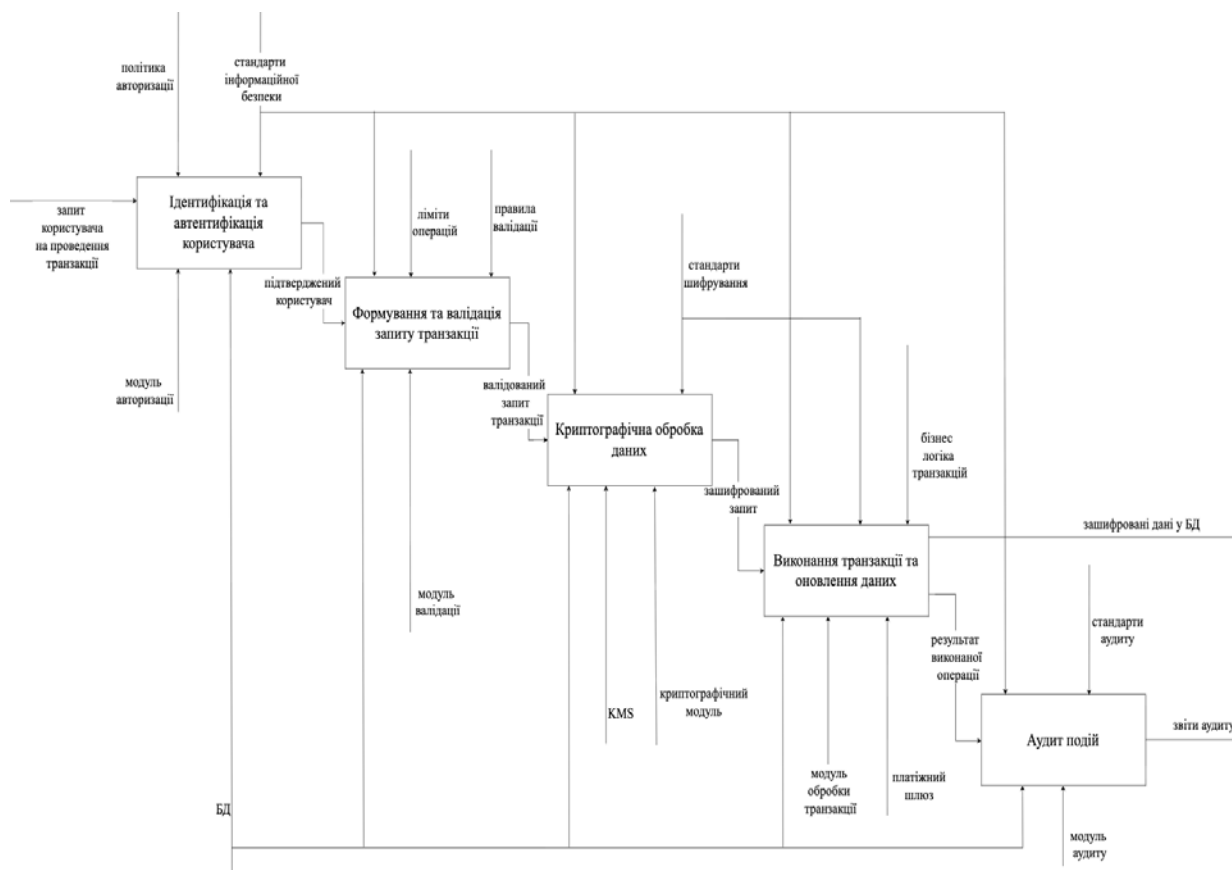 політика
авторизації
стандарти
інформаційної
безпеки
запит
користувача
на проведення
транзакції
Ідентифікація та
автентифікація
користувача
ліміти
операцій
правила
валідації
підтверджений
користувач
стандарти
шифрування
Формування та валідація
запиту транзакції
модуль
авторизації
валідований
запит
транзакції
Криптографічна обробка
даних
бізнес
логіка
транзакцій
зашифрований
запит
зашифровані дані у БД
Виконання транзакції та
оновлення даних
модуль
валідації
стандарти
аудиту
результат
виконаної
операції
KMS
криптографічний
модуль
звіти аудиту
Аудит подій
модуль
обробки
транзакції
платіжний
шлюз
БД
модуль
аудиту